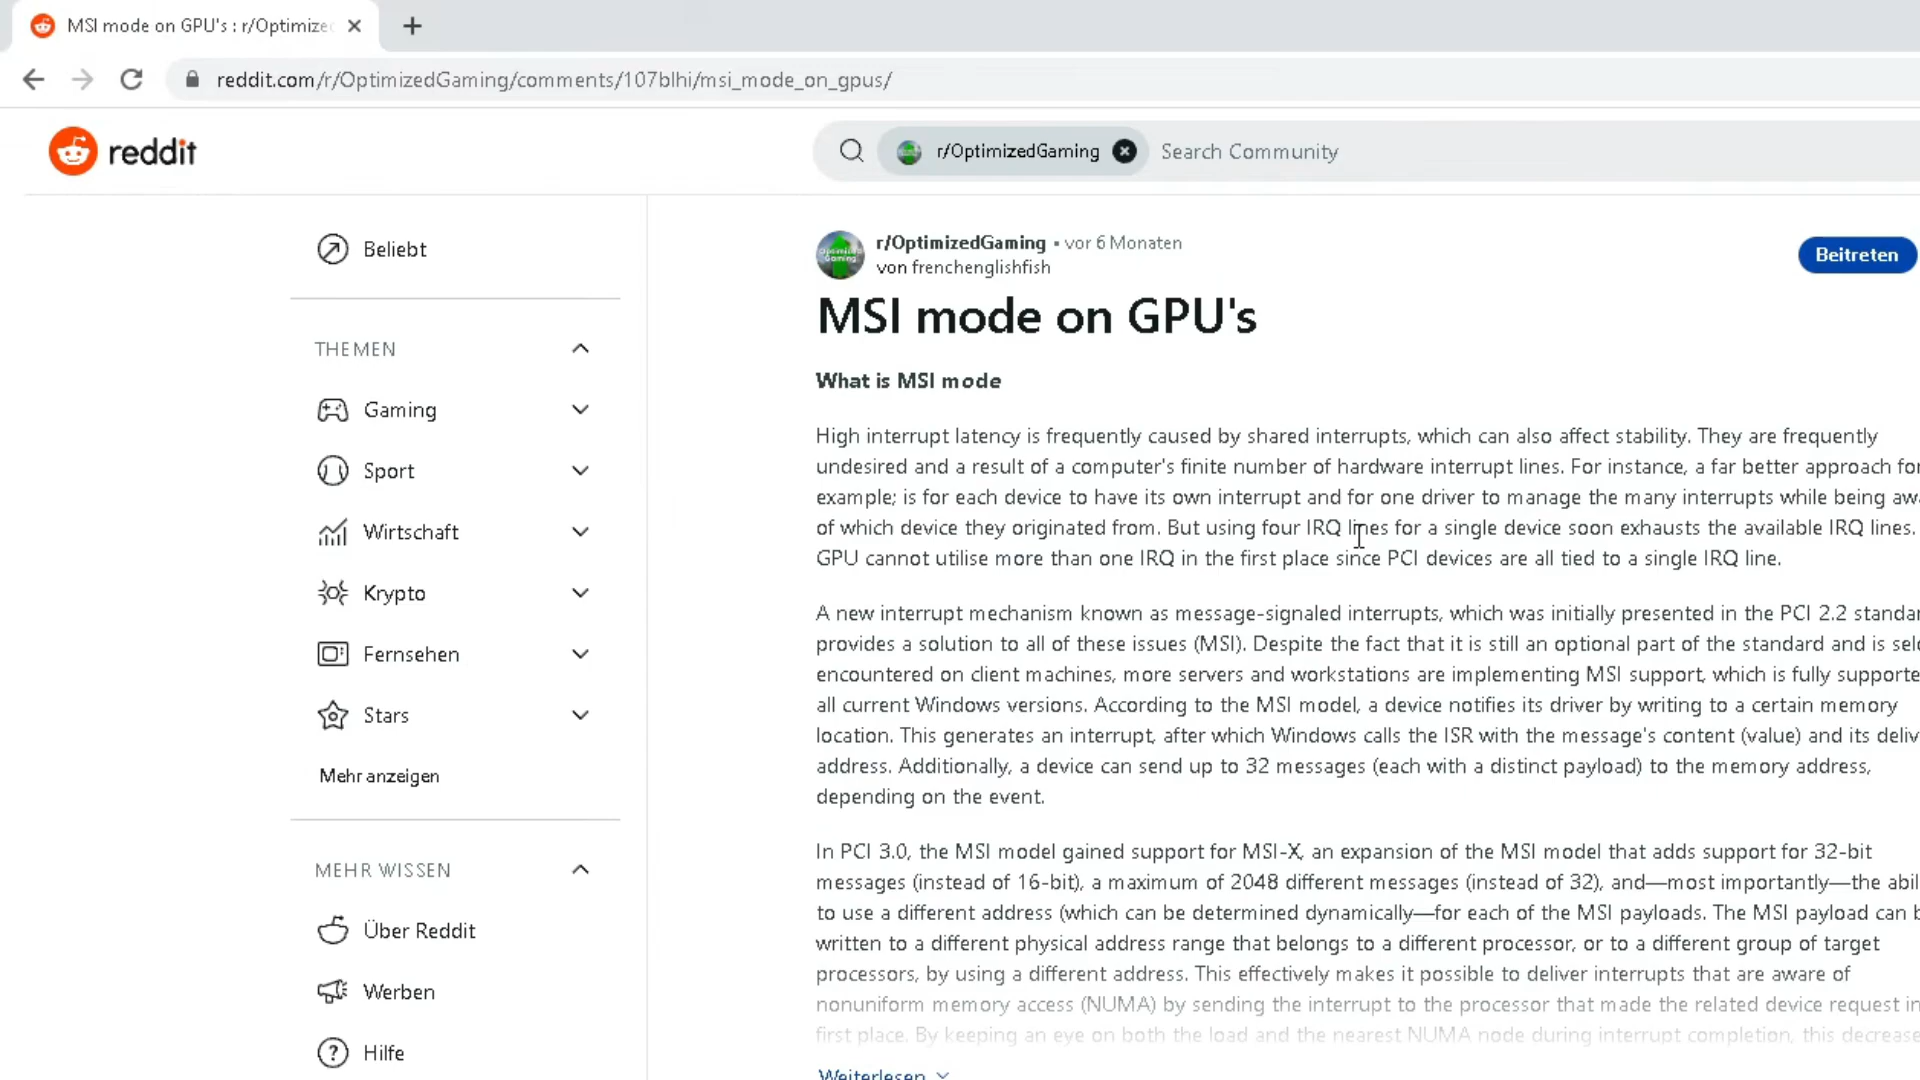 MSI mode on GPU's : r/Optimize
reddit.com/r/OptimizedGaming/comments/107blhi/msi_mode_on_gpus/
reddit
r/OptimizedGaming
Search Community
Beliebt
THEMEN
Gaming
Sport
Wirtschaft
Krypto
Fernsehen
Stars
Mehr anzeigen
MEHR WISSEN
Über Reddit
Werben
Hilfe
r/OptimizedGaming • vor 6 Monaten
von frenchenglishfish
Beitreten
MSI mode on GPU's
What is MSI mode
High interrupt latency is frequently caused by shared interrupts, which can also affect stability. They are frequently
undesired and a result of a computer's finite number of hardware interrupt lines. For instance, a far better approach for
example; is for each device to have its own interrupt and for one driver to manage the many interrupts while being aw
of which device they originated from. But using four IRQ lines for a single device soon exhausts the available IRQ lines.
GPU cannot utilise more than one IRQ in the first place since PCI devices are all tied to a single IRQ line.
A new interrupt mechanism known as message-signaled interrupts, which was initially presented in the PCI 2.2 standar
provides a solution to all of these issues (MSI). Despite the fact that it is still an optional part of the standard and is sel
encountered on client machines, more servers and workstations are implementing MSI support, which is fully supporte
all current Windows versions. According to the MSI model, a device notifies its driver by writing to a certain memory
location. This generates an interrupt, after which Windows calls the ISR with the message's content (value) and its deliv
address. Additionally, a device can send up to 32 messages (each with a distinct payload) to the memory address,
depending on the event.
In PCI 3.0, the MSI model gained support for MSI-X, an expansion of the MSI model that adds support for 32-bit
messages (instead of 16-bit), a maximum of 2048 different messages (instead of 32), and—most importantly—the abil
to use a different address (which can be determined dynamically—for each of the MSI payloads. The MSI payload can b
written to a different physical address range that belongs to a different processor, or to a different group of target
processors, by using a different address. This effectively makes it possible to deliver interrupts that are aware of
nonuniform memory access (NUMA) by sending the interrupt to the processor that made the related device request in
first place. By keeping an eye on both the load and the nearest NUMA node during interrupt completion, this decrease
Weiterlesen